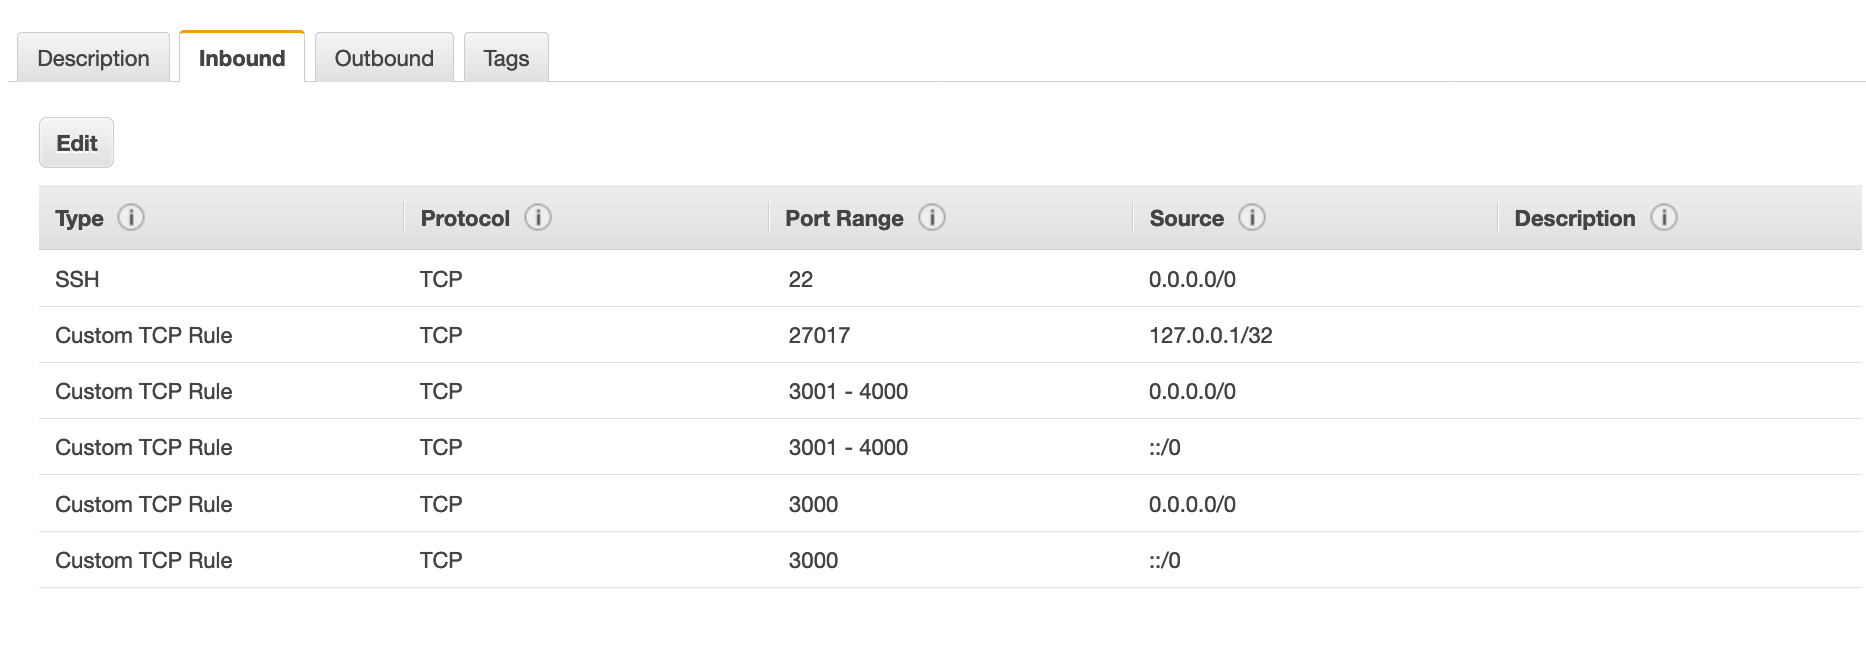 Description Inbound Outbound Tags
Edit
Type Protocol Port Range Source Description
SSH TCP 22 0.0.0.0/0
Custom TCP Rule TCP 27017 127.0.0.1/32
Custom TCP Rule TCP 3001 - 4000 0.0.0.0/0
Custom TCP Rule TCP 3001 - 4000 ::/0
Custom TCP Rule TCP 3000 0.0.0.0/0
Custom TCP Rule TCP 3000 ::/0